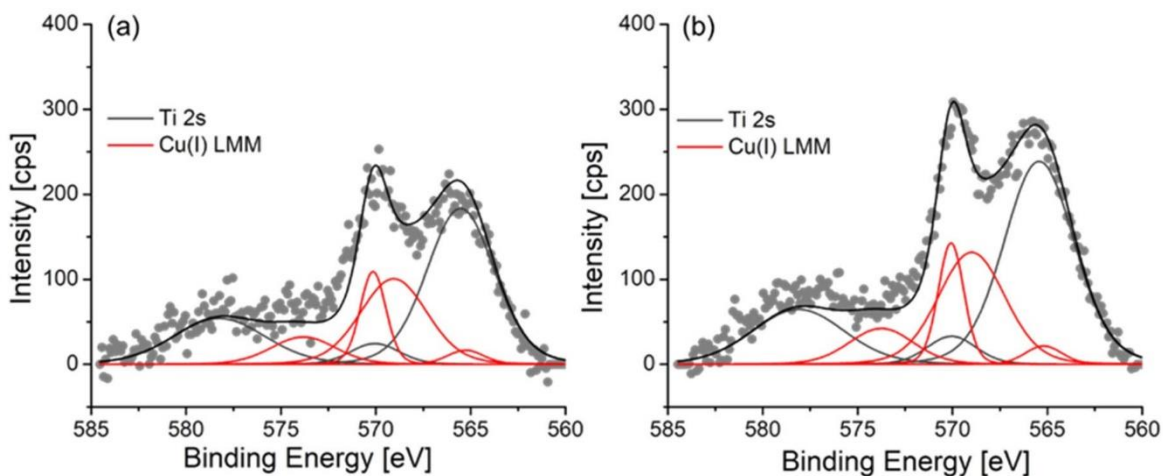 (a)
400
300
200
100
0
Intensity [cps]
Ti 2s
Cu(I) LMM
585 580 575 570 565 560
Binding Energy [eV]
(b)
400
300
200
100
0
Intensity [cps]
Ti 2s
Cu(I) LMM
585 580 575 570 565 560
Binding Energy [eV]